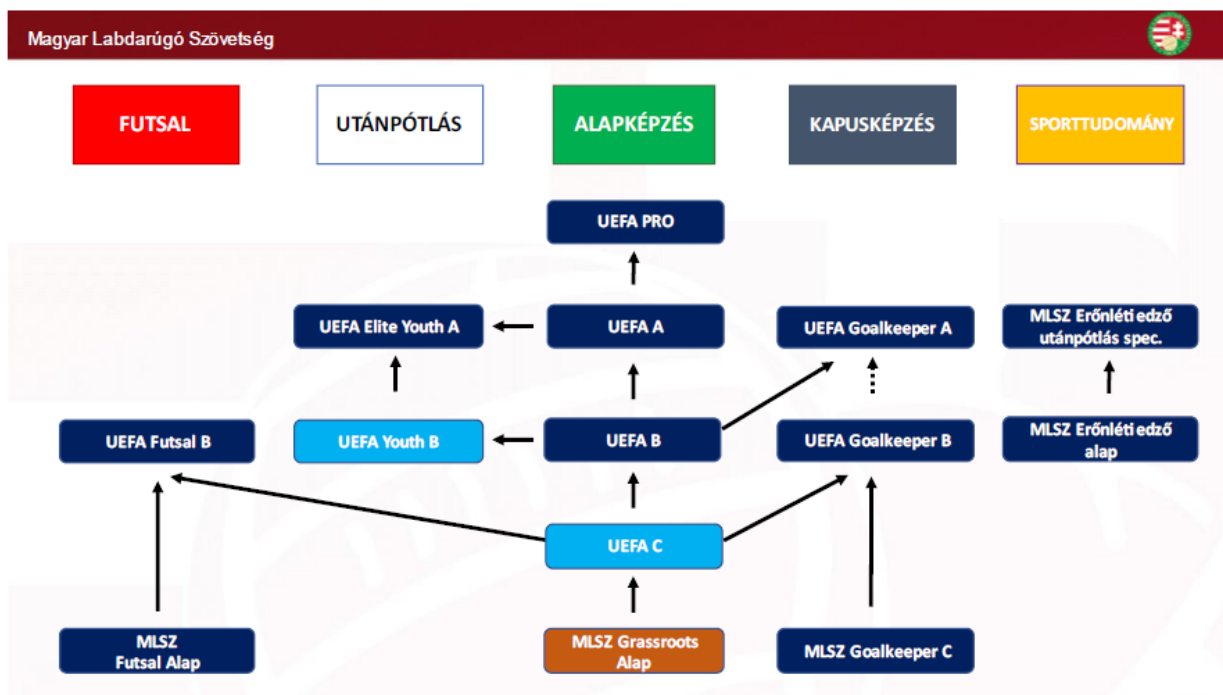 Magyar Labdarúgó Szövetség
FUTSAL
UTÁNPÓTLÁS
ALAPKÉPZÉS
KAPUSKÉPZÉS
SPORTTUDOMÁNY
UEFA PRO
UEFA Elite Youth A
UEFA A
UEFA Goalkeeper A
MLSZ Erőnléti edző
utánpótlás spec.
UEFA Futsal B
UEFA Youth B
UEFA B
UEFA Goalkeeper B
MLSZ Erőnléti edző
alap
UEFA C
MLSZ
Futsal Alap
MLSZ Grassroots
Alap
MLSZ Goalkeeper C